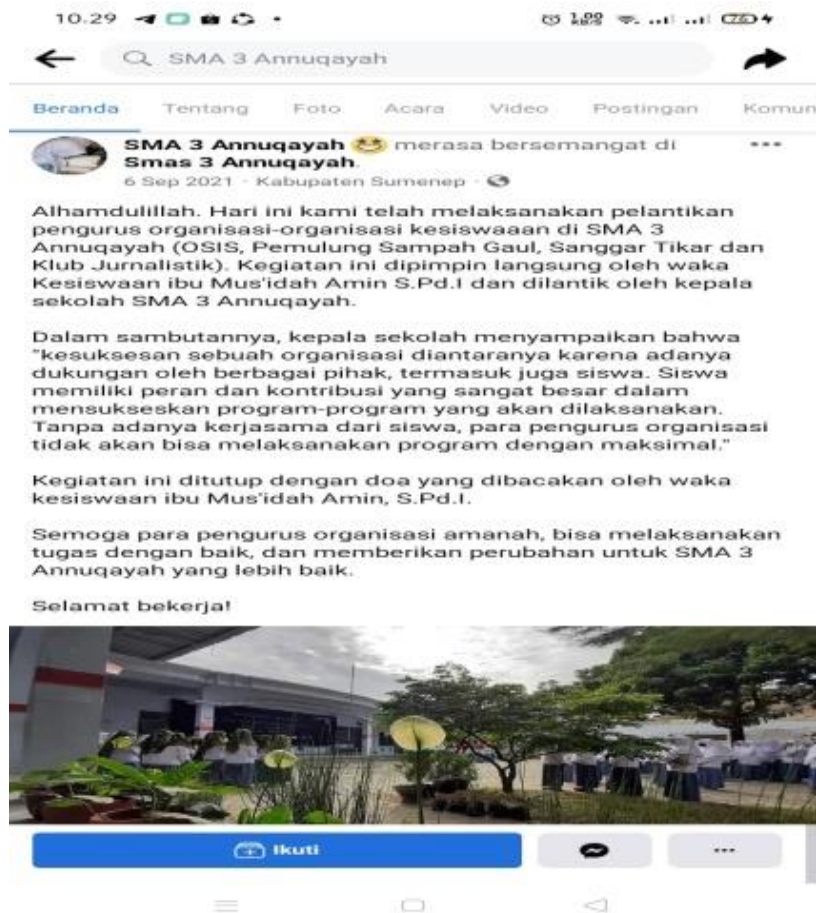 10.29
1.00 KB/S 76
SMA 3 Annuqayah
Beranda Tentang Foto Acara Video Postingan Komun
SMA 3 Annuqayah merasa bersemangat di
Smas 3 Annuqayah.
6 Sep 2021 · Kabupaten Sumenep ·
Alhamdulillah. Hari ini kami telah melaksanakan pelantikan
pengurus organisasi-organisasi kesiswaaan di SMA 3
Annuqayah (OSIS, Pemulung Sampah Gaul, Sanggar Tikar dan
Klub Jurnalistik). Kegiatan ini dipimpin langsung oleh waka
Kesiswaan ibu Mus'idah Amin S.Pd.I dan dilantik oleh kepala
sekolah SMA 3 Annuqayah.
Dalam sambutannya, kepala sekolah menyampaikan bahwa
"kesuksesan sebuah organisasi diantaranya karena adanya
dukungan oleh berbagai pihak, termasuk juga siswa. Siswa
memiliki peran dan kontribusi yang sangat besar dalam
mensukseskan program-program yang akan dilaksanakan.
Tanpa adanya kerjasama dari siswa, para pengurus organisasi
tidak akan bisa melaksanakan program dengan maksimal."
Kegiatan ini ditutup dengan doa yang dibacakan oleh waka
kesiswaan ibu Mus'idah Amin, S.Pd.I.
Semoga para pengurus organisasi amanah, bisa melaksanakan
tugas dengan baik, dan memberikan perubahan untuk SMA 3
Annuqayah yang lebih baik.
Selamat bekerja!
Ikuti